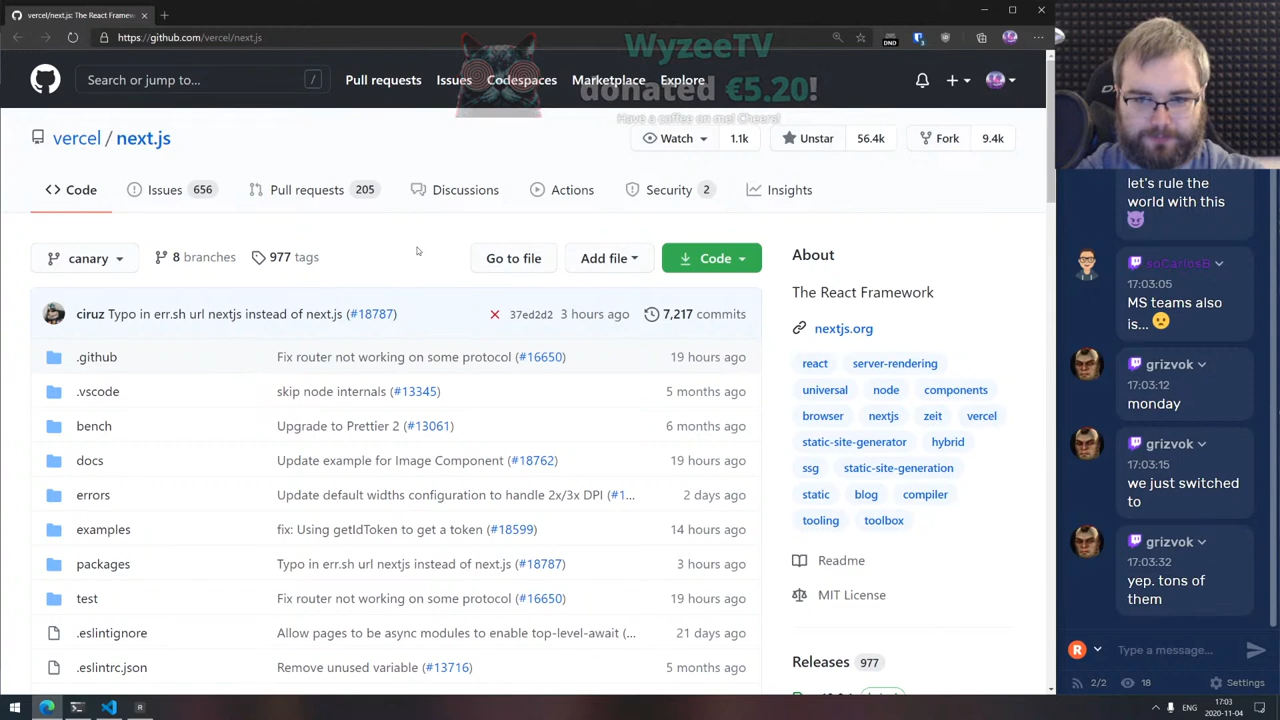 vercel/next.js: The React Framew
https://github.com/vercel/next.js
DND
WyzeeTV
donated €5.20!
Have a coffee on me! Cheers!
Search or jump to...
/
Pull requests
Issues
Codespaces
Marketplace
Explore
vercel / next.js
Watch
1.1k
Unstar
56.4k
Fork
9.4k
Code
Issues 656
Pull requests 205
Discussions
Actions
Security 2
Insights
canary
8 branches
977 tags
Go to file
Add file
Code
ciruz Typo in err.sh url nextjs instead of next.js (#18787)
37ed2d2 3 hours ago
7,217 commits
.github
Fix router not working on some protocol (#16650)
19 hours ago
.vscode
skip node internals (#13345)
5 months ago
bench
Upgrade to Prettier 2 (#13061)
6 months ago
docs
Update example for Image Component (#18762)
19 hours ago
errors
Update default widths configuration to handle 2x/3x DPI (#1...
2 days ago
examples
fix: Using getIdToken to get a token (#18599)
14 hours ago
packages
Typo in err.sh url nextjs instead of next.js (#18787)
3 hours ago
test
Fix router not working on some protocol (#16650)
19 hours ago
.eslintignore
Allow pages to be async modules to enable top-level-await (...
21 days ago
.eslintrc.json
Remove unused variable (#13716)
5 months ago
About
The React Framework
nextjs.org
react
server-rendering
universal
node
components
browser
nextjs
zeit
vercel
static-site-generator
hybrid
ssg
static-site-generation
static
blog
compiler
tooling
toolbox
Readme
MIT License
Releases 977
let's rule the
world with this
soCarlosB
17:03:05
MS teams also
is...
grizvok
17:03:12
monday
grizvok
17:03:15
we just switched
to
grizvok
17:03:32
yep. tons of
them
R
Type a message...
2/2
18
Settings
R
ENG
17:03
2020-11-04